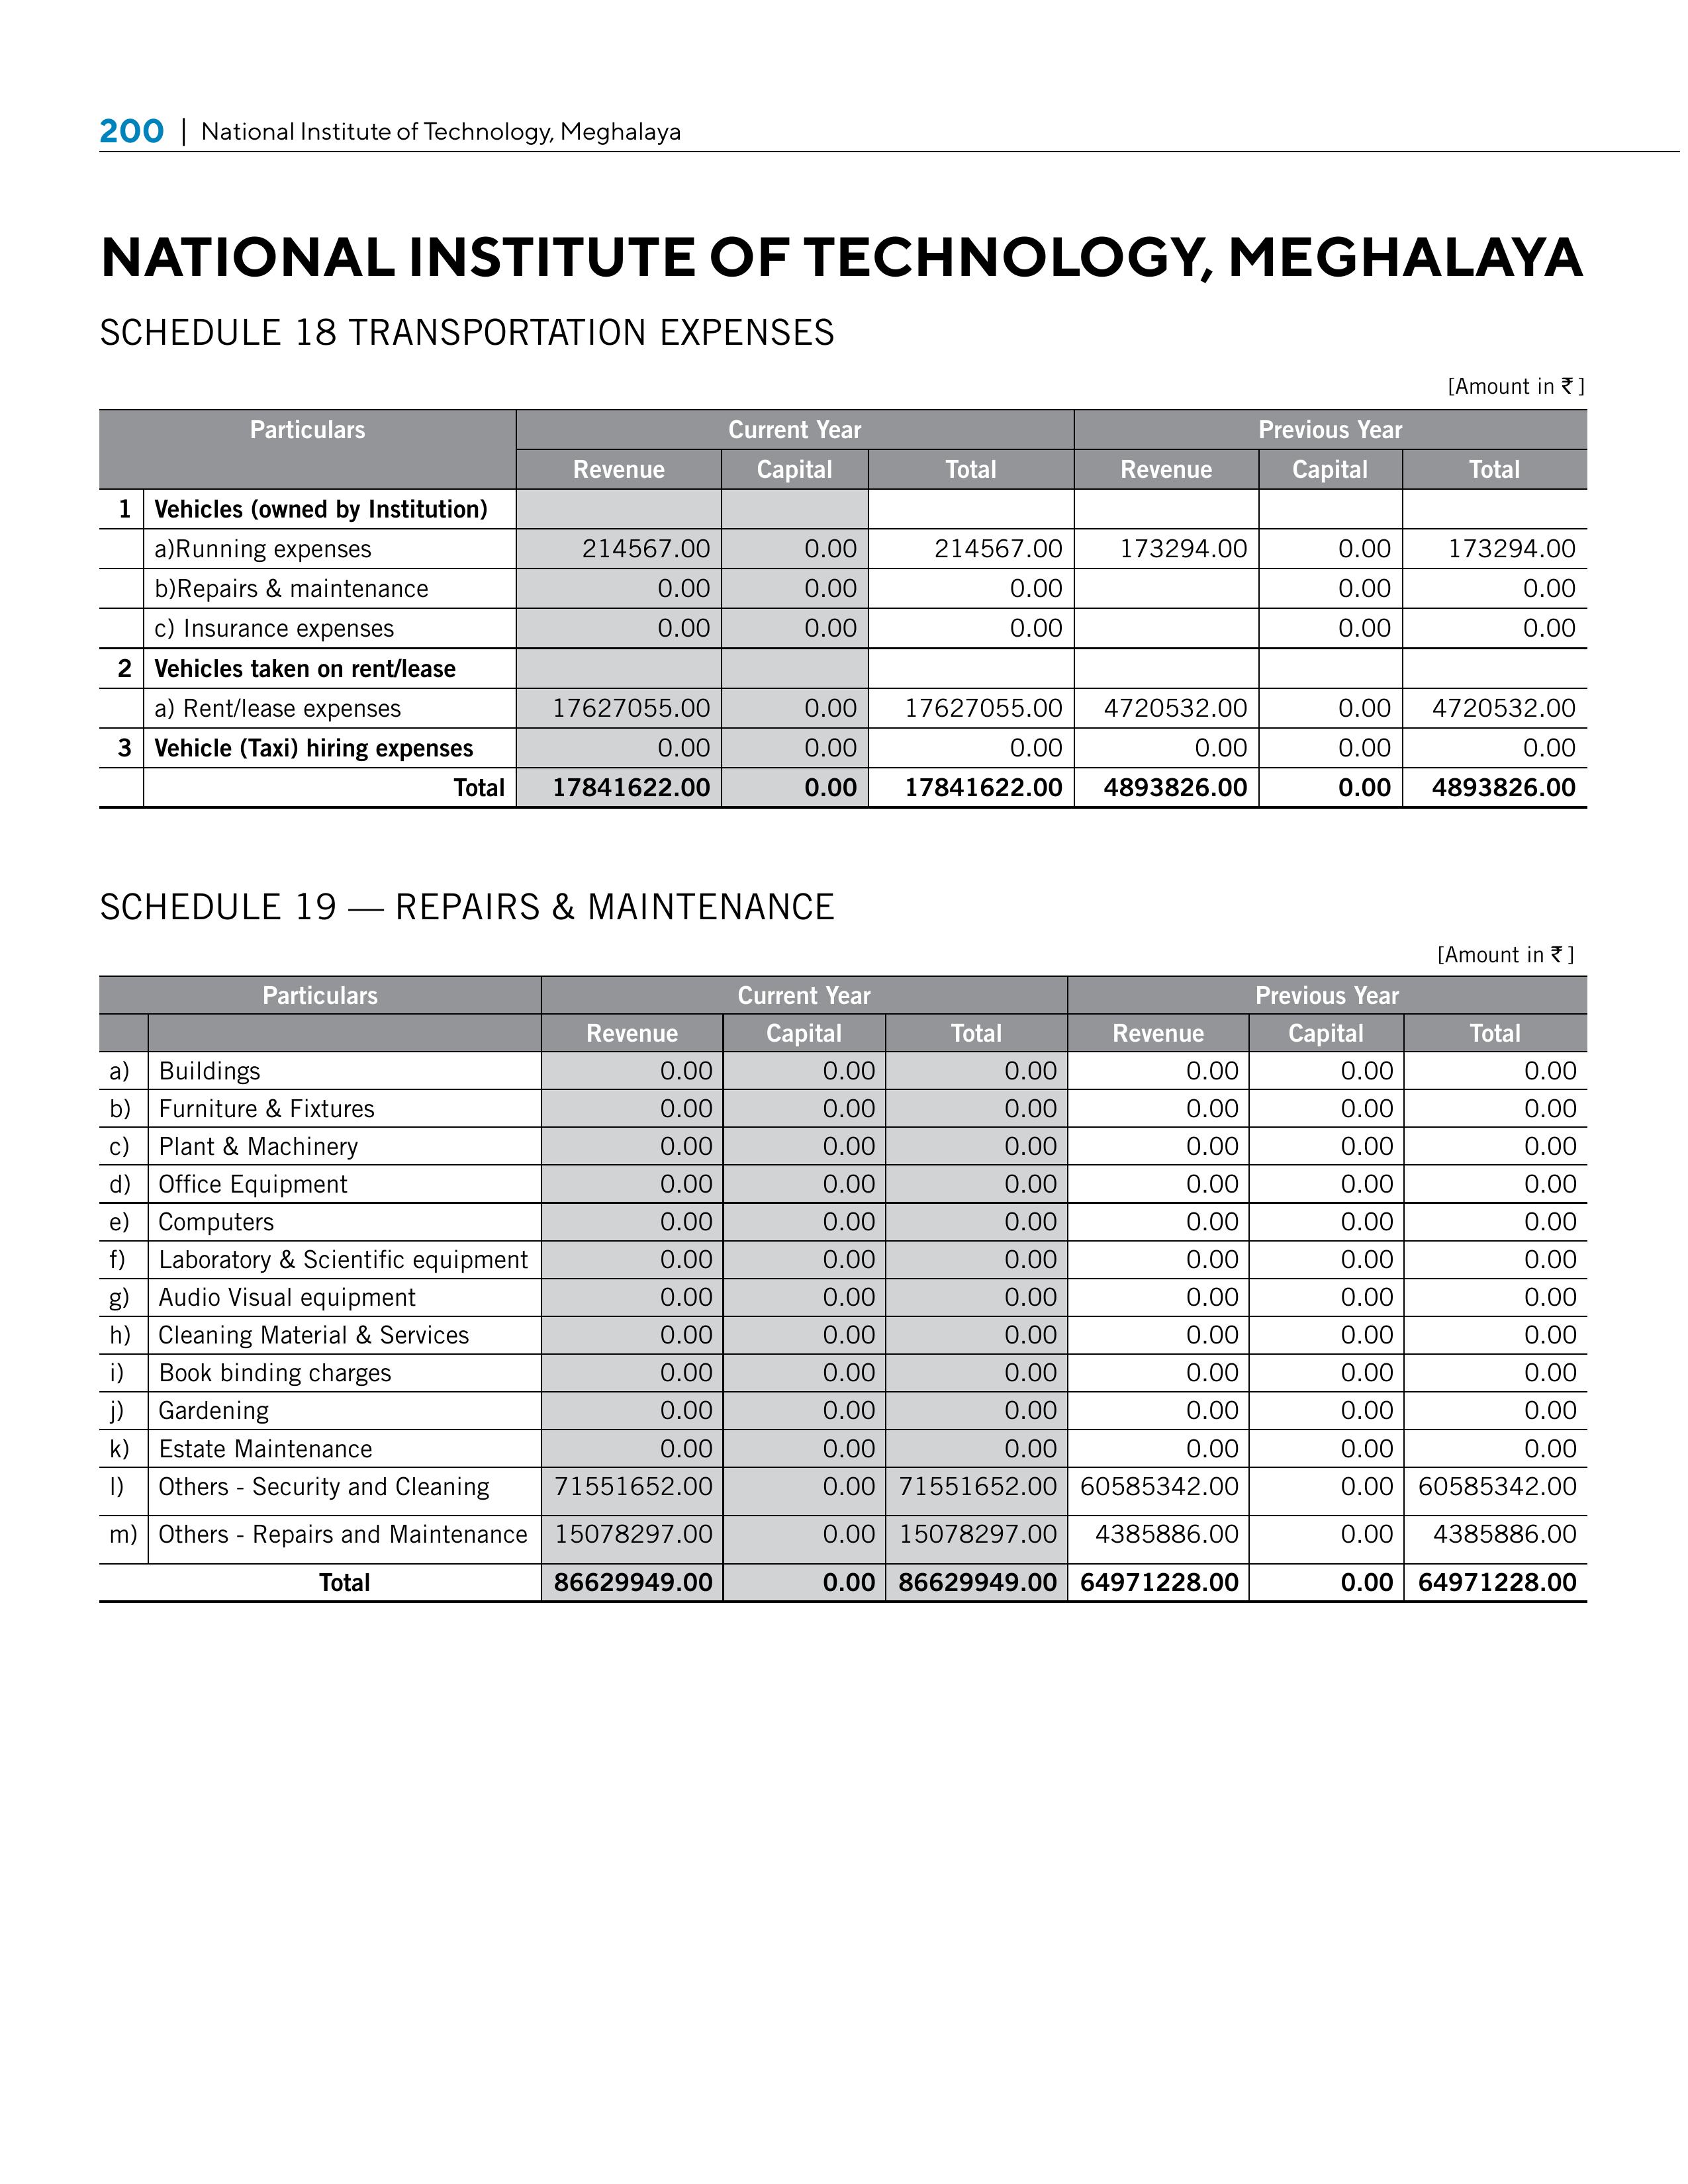 200 | National Institute of Technology, Meghalaya
NATIONAL INSTITUTE OF TECHNOLOGY, MEGHALAYA
SCHEDULE 18 TRANSPORTATION EXPENSES
[Amount in ₹ ]
Particulars Current Year Previous Year
Revenue Capital Total Revenue Capital Total
1 Vehicles (owned by Institution)
a)Running expenses 214567.00 0.00 214567.00 173294.00 0.00 173294.00
b)Repairs & maintenance 0.00 0.00 0.00 0.00 0.00
c) Insurance expenses 0.00 0.00 0.00 0.00 0.00
2 Vehicles taken on rent/lease
a) Rent/lease expenses 17627055.00 0.00 17627055.00 4720532.00 0.00 4720532.00
3 Vehicle (Taxi) hiring expenses 0.00 0.00 0.00 0.00 0.00 0.00
Total 17841622.00 0.00 17841622.00 4893826.00 0.00 4893826.00
SCHEDULE 19 — REPAIRS & MAINTENANCE
[Amount in ₹ ]
Particulars Current Year Previous Year
Revenue Capital Total Revenue Capital Total
a) Buildings 0.00 0.00 0.00 0.00 0.00 0.00
b) Furniture & Fixtures 0.00 0.00 0.00 0.00 0.00 0.00
c) Plant & Machinery 0.00 0.00 0.00 0.00 0.00 0.00
d) Office Equipment 0.00 0.00 0.00 0.00 0.00 0.00
e) Computers 0.00 0.00 0.00 0.00 0.00 0.00
f) Laboratory & Scientific equipment 0.00 0.00 0.00 0.00 0.00 0.00
g) Audio Visual equipment 0.00 0.00 0.00 0.00 0.00 0.00
h) Cleaning Material & Services 0.00 0.00 0.00 0.00 0.00 0.00
i) Book binding charges 0.00 0.00 0.00 0.00 0.00 0.00
j) Gardening 0.00 0.00 0.00 0.00 0.00 0.00
k) Estate Maintenance 0.00 0.00 0.00 0.00 0.00 0.00
l) Others - Security and Cleaning 71551652.00 0.00 71551652.00 60585342.00 0.00 60585342.00
m) Others - Repairs and Maintenance 15078297.00 0.00 15078297.00 4385886.00 0.00 4385886.00
Total 86629949.00 0.00 86629949.00 64971228.00 0.00 64971228.00